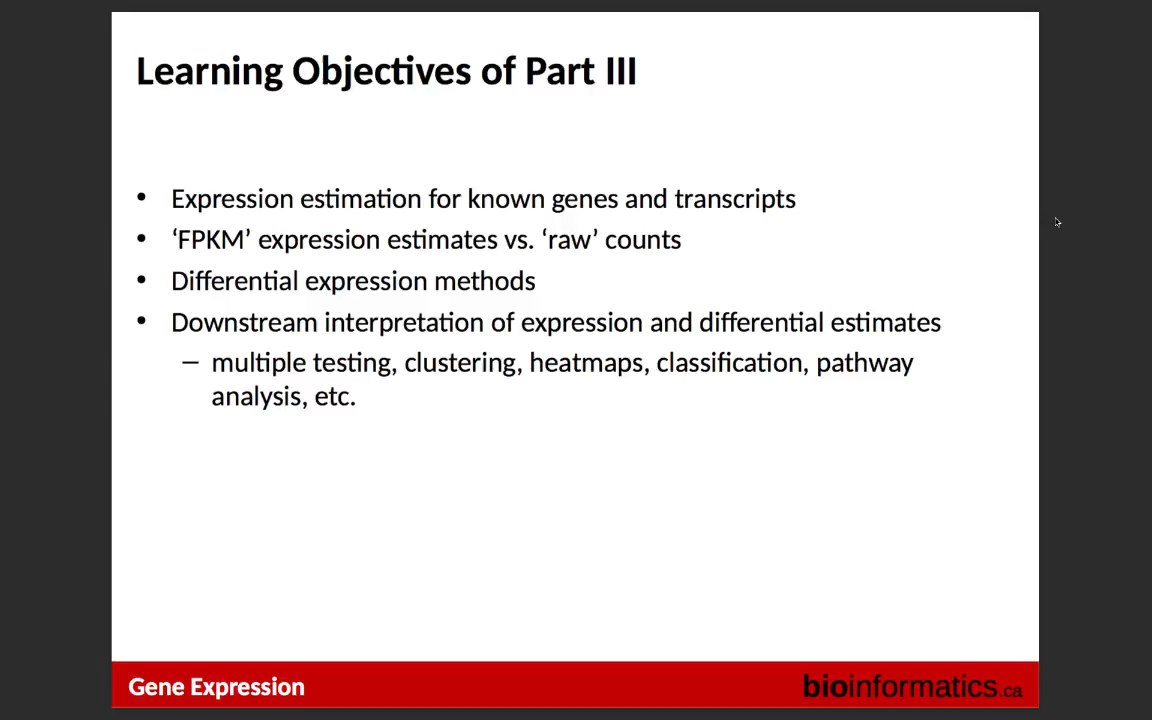 Learning Objectives of Part III
• Expression estimation for known genes and transcripts
• ‘FPKM’ expression estimates vs. ‘raw’ counts
• Differential expression methods
• Downstream interpretation of expression and differential estimates
– multiple testing, clustering, heatmaps, classification, pathway
analysis, etc.
Gene Expression
bioinformatics.ca